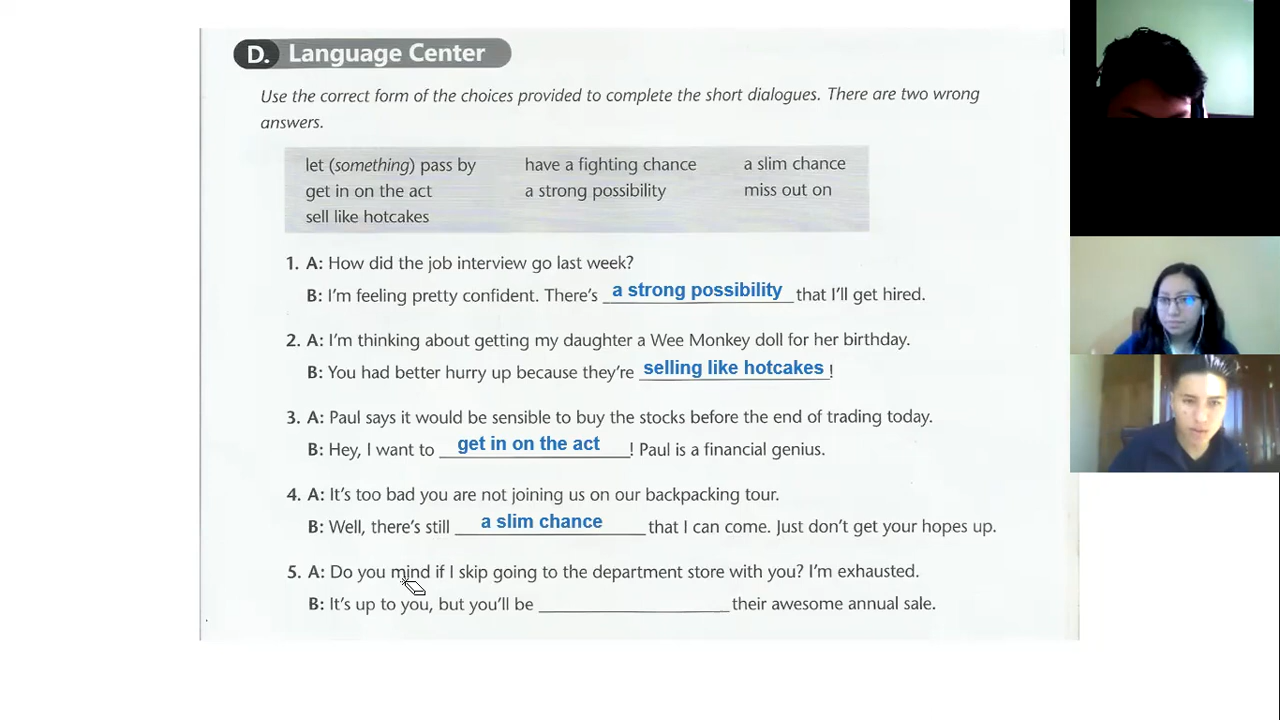 D. Language Center
Use the correct form of the choices provided to complete the short dialogues. There are two wrong
answers.
let (something) pass by have a fighting chance a slim chance
get in on the act a strong possibility miss out on
sell like hotcakes
1. A: How did the job interview go last week?
B: I'm feeling pretty confident. There's a strong possibility that I'll get hired.
2. A: I'm thinking about getting my daughter a Wee Monkey doll for her birthday.
B: You had better hurry up because they're selling like hotcakes !
3. A: Paul says it would be sensible to buy the stocks before the end of trading today.
B: Hey, I want to get in on the act ! Paul is a financial genius.
4. A: It's too bad you are not joining us on our backpacking tour.
B: Well, there's still a slim chance that I can come. Just don't get your hopes up.
5. A: Do you mind if I skip going to the department store with you? I'm exhausted.
B: It's up to you, but you'll be ____________ their awesome annual sale.